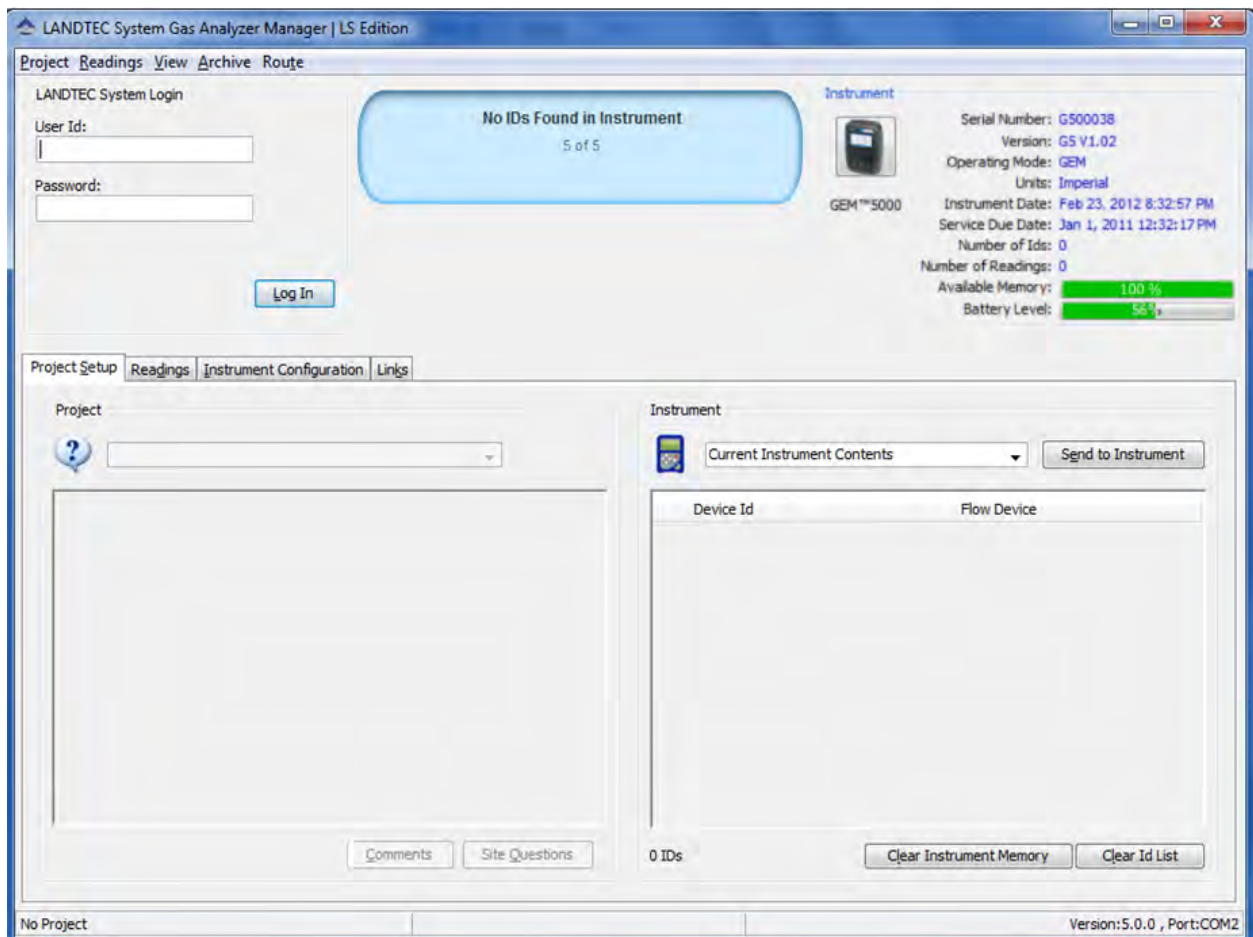 LANDTEC System Gas Analyzer Manager | LS Edition
Project Readings View Archive Route
LANDTEC System Login
User Id:
Password:
Log In
No IDs Found in Instrument
5 of 5
Instrument
GEM™5000
Serial Number: G500038
Version: G5 V1.02
Operating Mode: GEM
Units: Imperial
Instrument Date: Feb 23, 2012 8:32:57 PM
Service Due Date: Jan 1, 2011 12:32:17 PM
Number of Ids: 0
Number of Readings: 0
Available Memory: 100 %
Battery Level: 56%
Project Setup Readings Instrument Configuration Links
Project
Instrument
Current Instrument Contents
Send to Instrument
Device Id Flow Device
Comments Site Questions
0 IDs
Clear Instrument Memory Clear Id List
No Project
Version:5.0.0 , Port:COM2